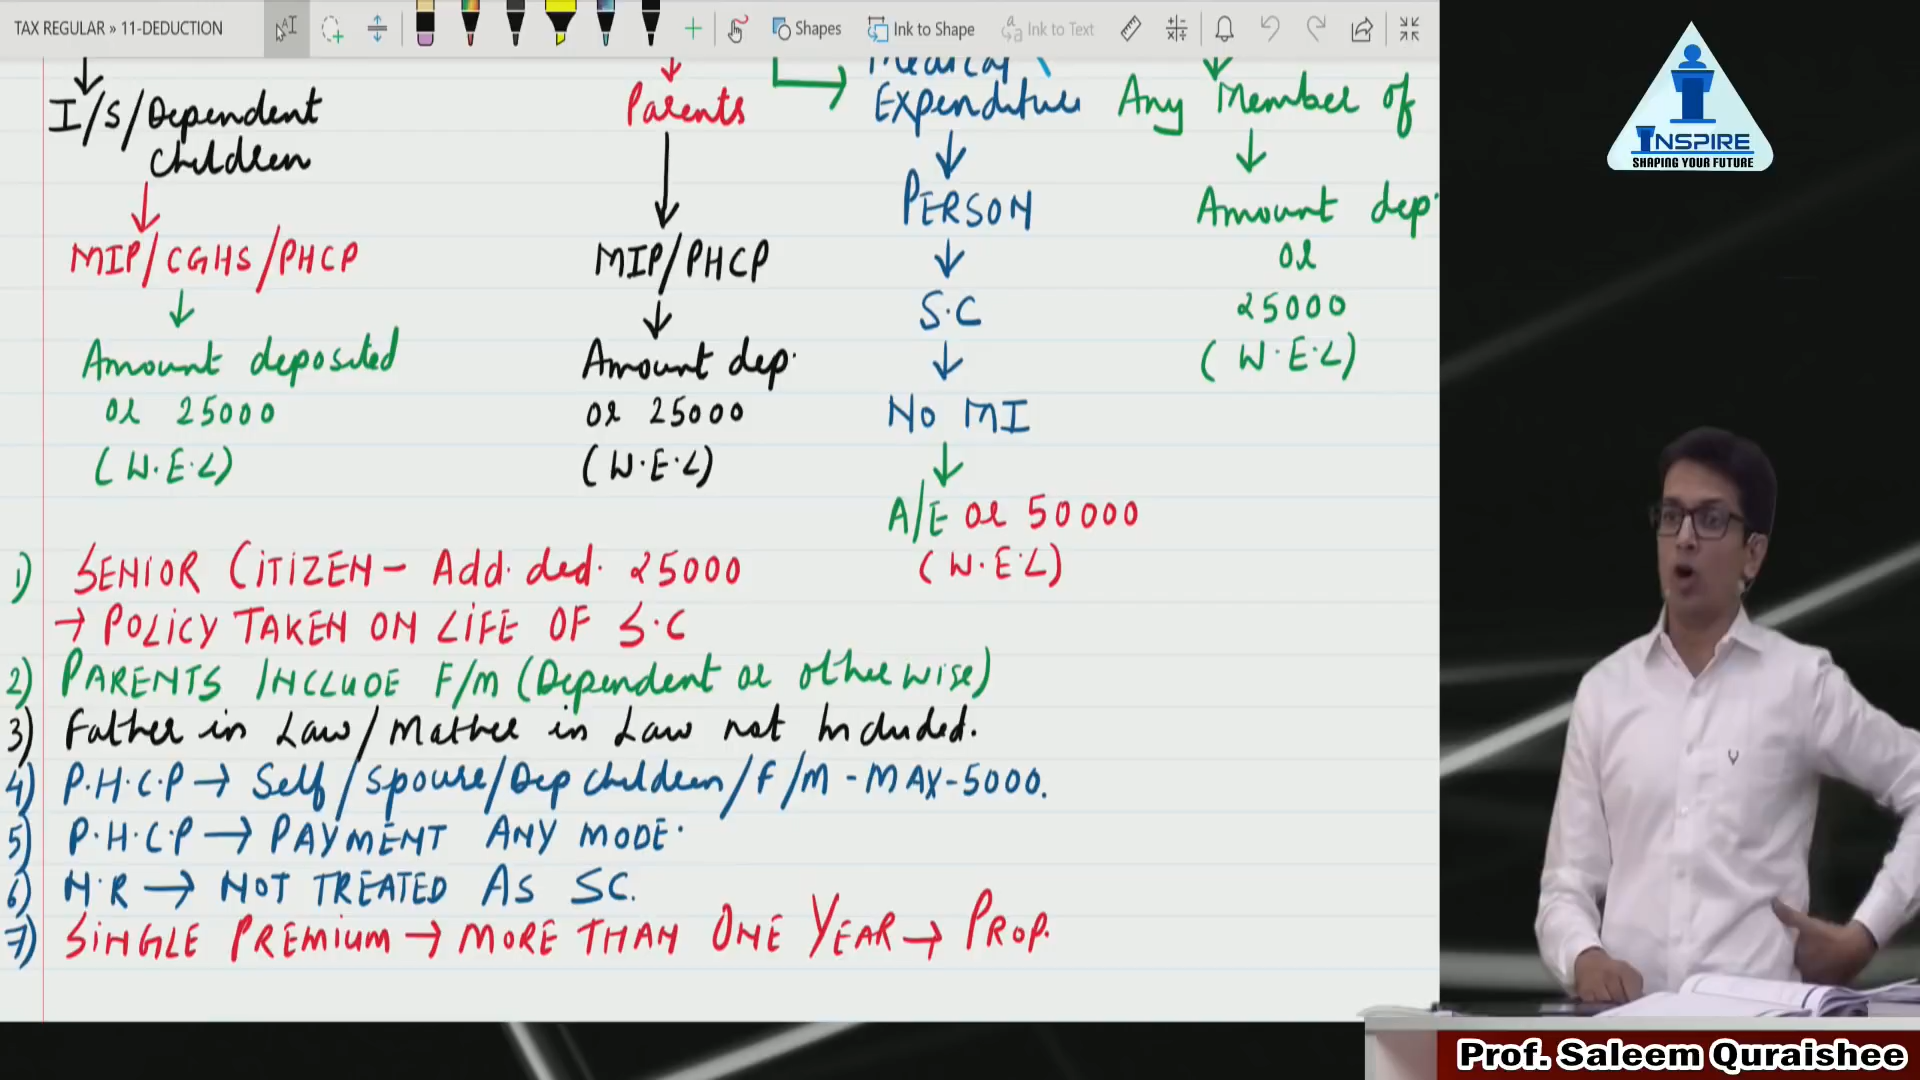 TAX REGULAR » 11-DEDUCTION
Shapes
Ink to Shape
Ink to Text
I/S/Dependent
Children
MIP/CGHS/PHCP
Amount deposited
or 25000
(W.E.L)
Parents
MIP/PHCP
Amount dep.
or 25000
(W.E.L)
Medical
Expenditure
PERSON
S.C
No MI
A/E or 50000
(W.E.L)
Any Member of
Amount dep.
or
25000
(W.E.L)
1) SENIOR CITIZEN - Add. ded. 25000
→ POLICY TAKEN ON LIFE OF S.C
2) PARENTS INCLUDE F/M (Dependent or otherwise)
3) Father in Law/Mother in Law not Included.
4) P.H.C.P → Self/Spouse/Dep children/F/M - MAX - 5000.
5) P.H.C.P → PAYMENT ANY MODE.
6) N.R → NOT TREATED AS SC.
7) SINGLE PREMIUM → MORE THAN ONE YEAR → PROP.
INSPIRE
SHAPING YOUR FUTURE
Prof. Saleem Quraishee